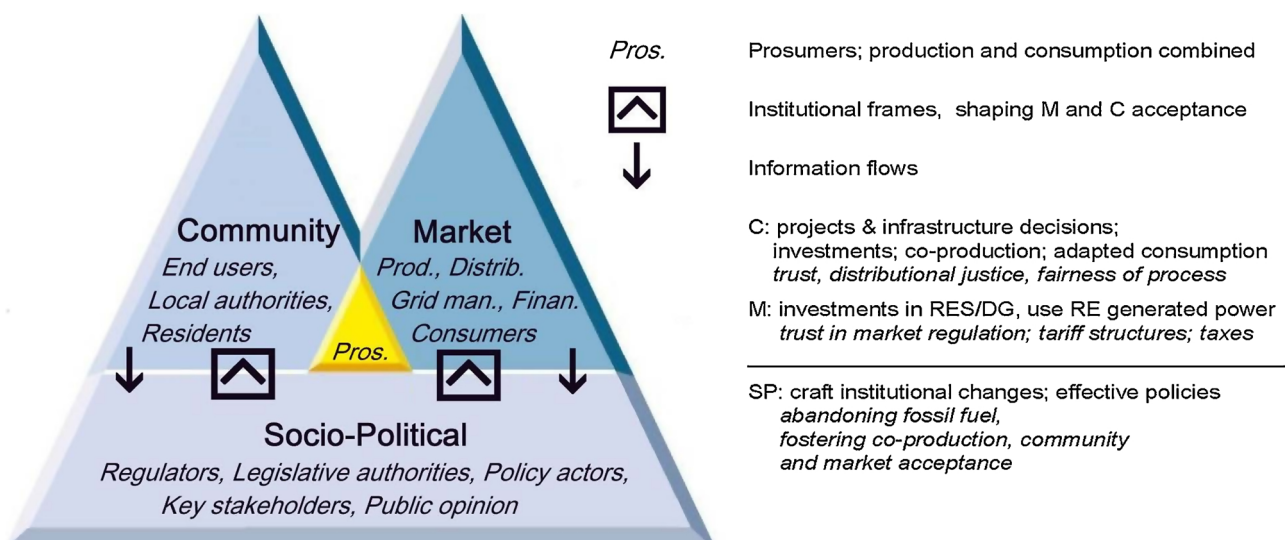 Community
End users,
Local authorities,
Residents
Market
Prod., Distrib.
Grid man., Finan.
Consumers
Pros.
Socio-Political
Regulators, Legislative authorities, Policy actors,
Key stakeholders, Public opinion
Pros.
Prosumers; production and consumption combined
Institutional frames, shaping M and C acceptance
Information flows
C: projects & infrastructure decisions;
investments; co-production; adapted consumption
trust, distributional justice, fairness of process
M: investments in RES/DG, use RE generated power
trust in market regulation; tariff structures; taxes
SP: craft institutional changes; effective policies
abandoning fossil fuel,
fostering co-production, community
and market acceptance